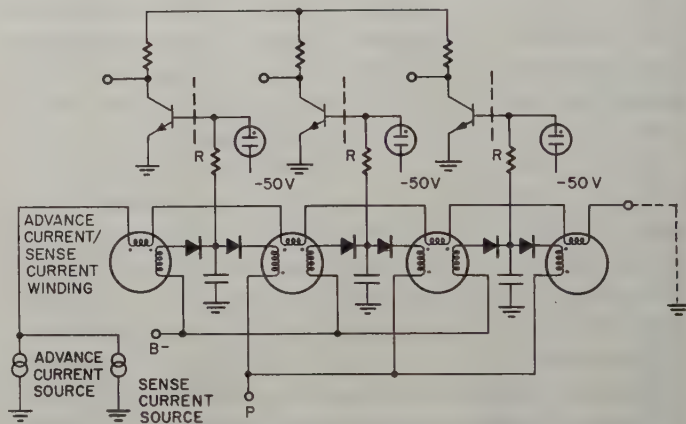 R
R
R
-50V
-50V
-50V
ADVANCE
CURRENT/
SENSE
CURRENT
WINDING
B-
ADVANCE
CURRENT
SOURCE
SENSE
CURRENT
SOURCE
P